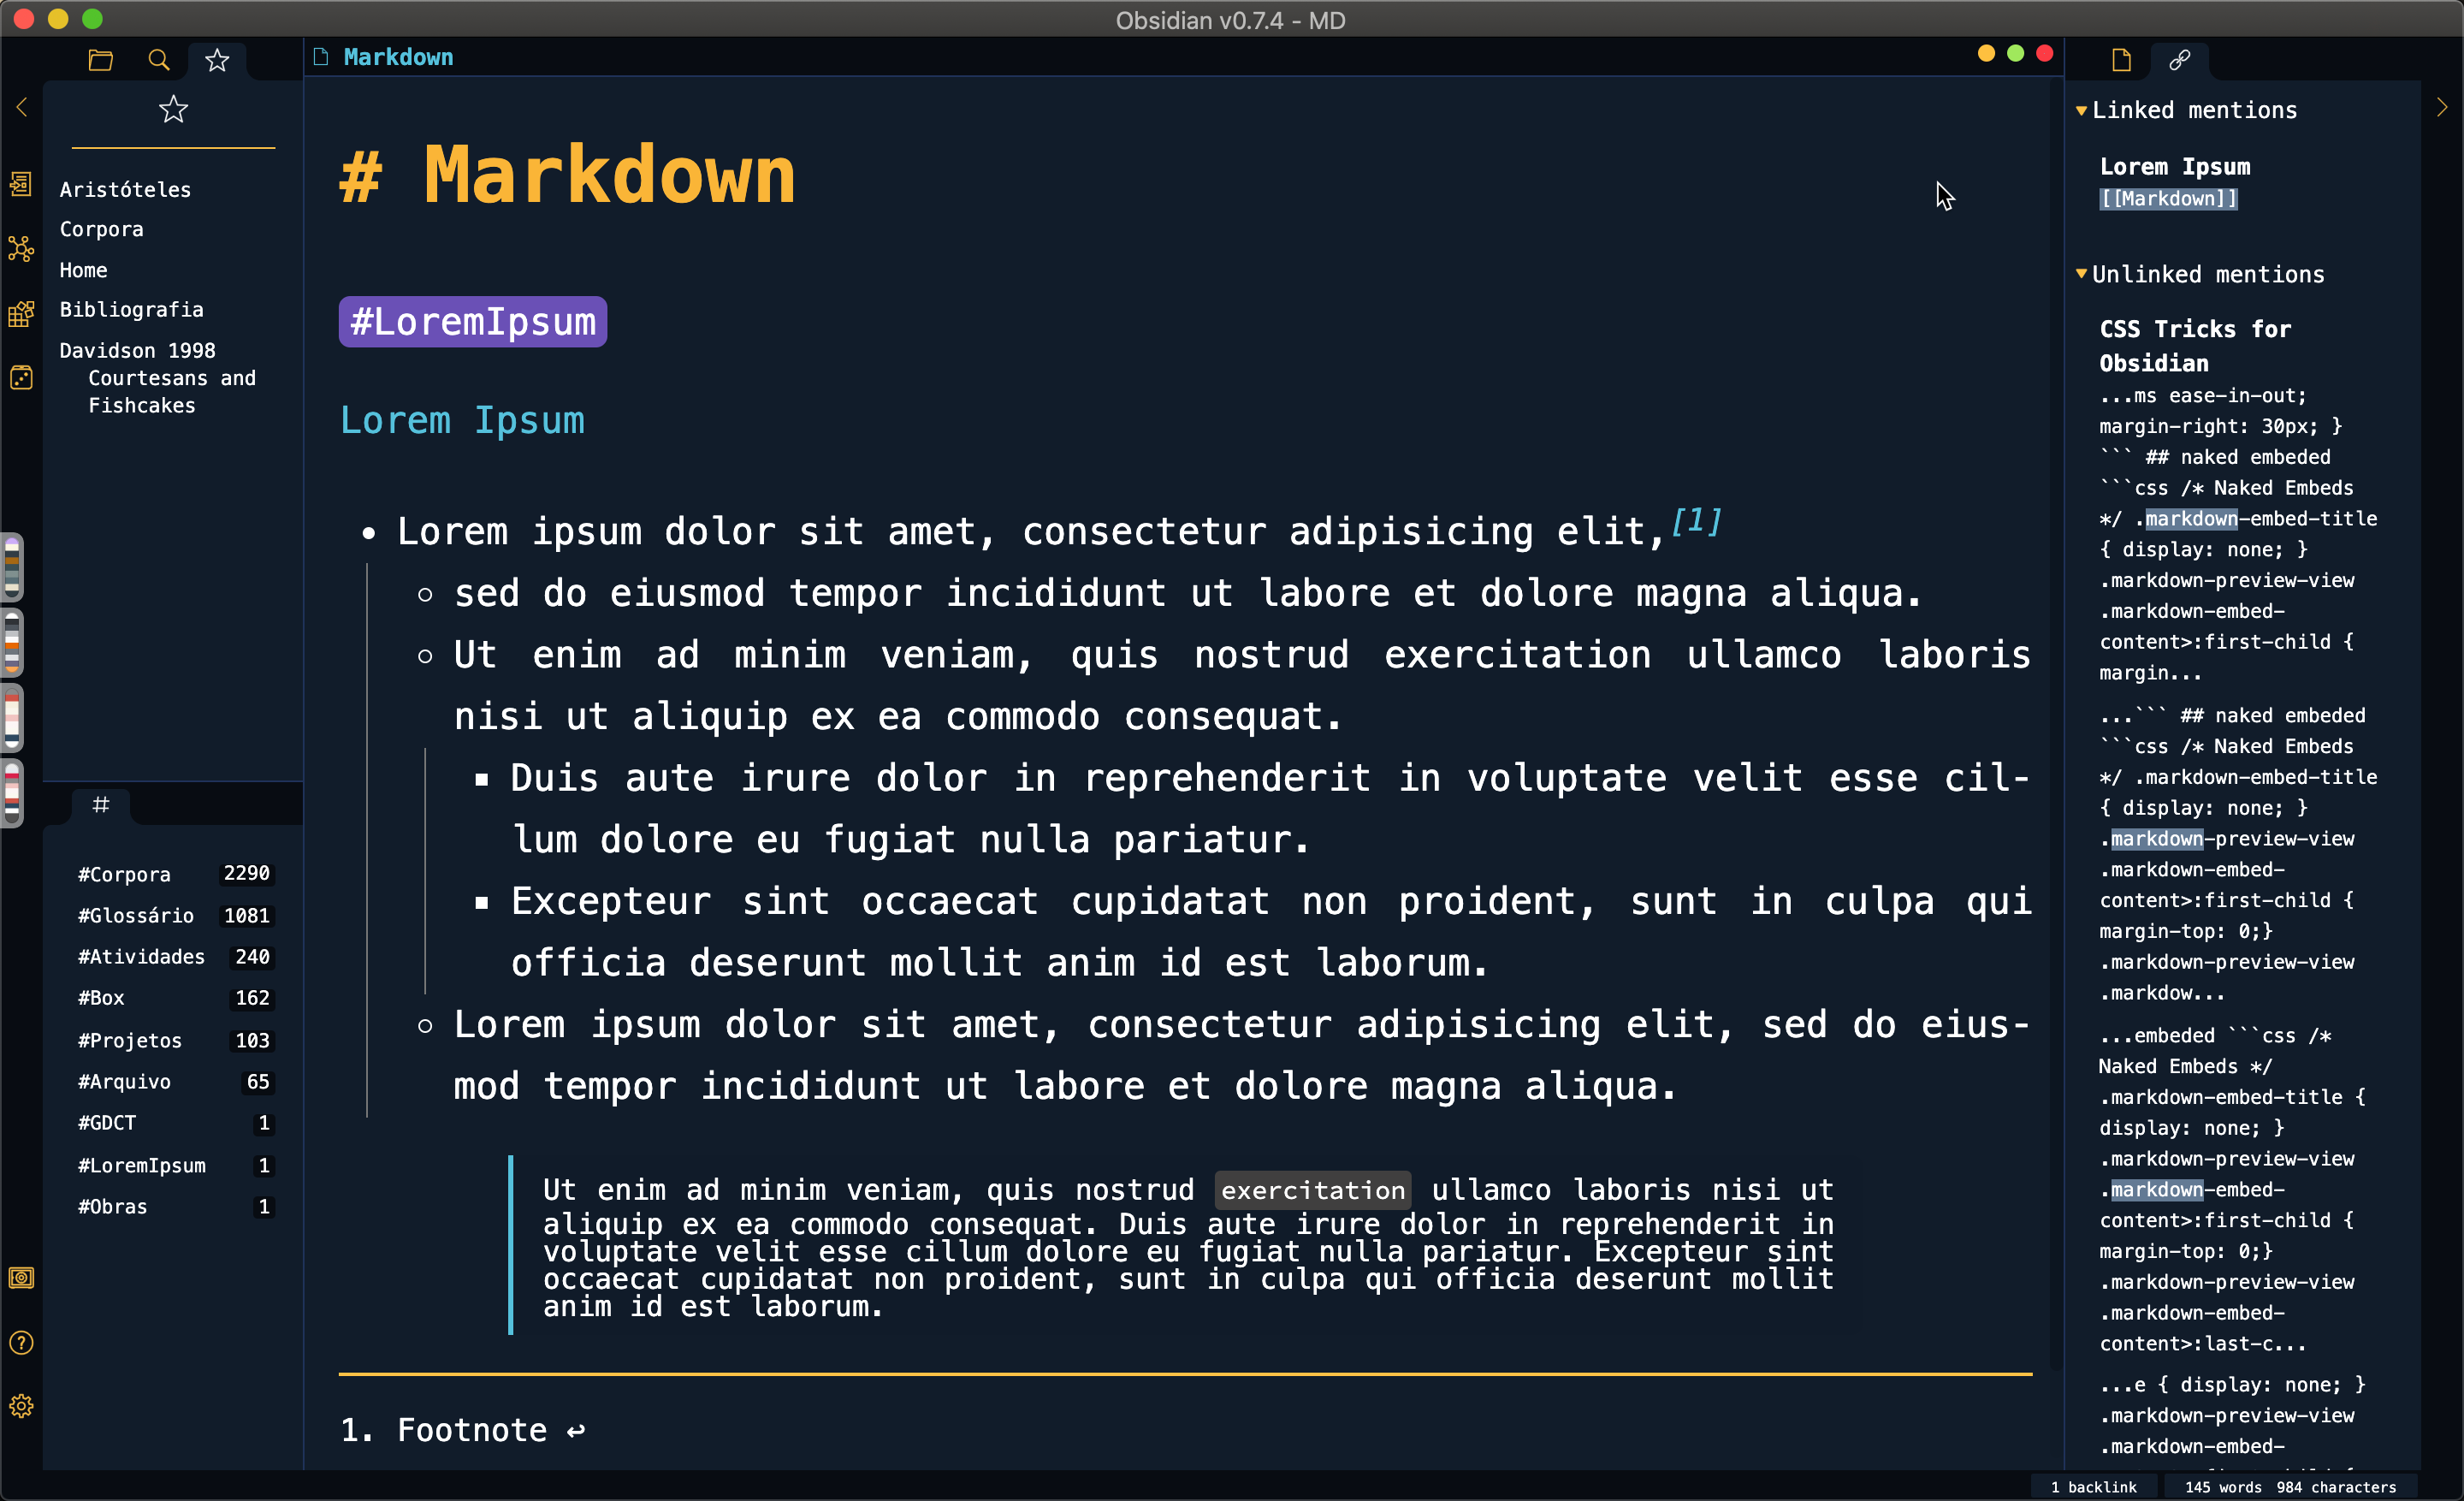 Obsidian v0.7.4 - MD
Markdown
Aristóteles
Corpora
Home
Bibliografia
Davidson 1998
Courtesans and
Fishcakes
#
#Corpora 2290
#Glossário 1081
#Atividades 240
#Box 162
#Projetos 103
#Arquivo 65
#GDCT 1
#LoremIpsum 1
#Obras 1
# Markdown
#LoremIpsum
Lorem Ipsum
• Lorem ipsum dolor sit amet, consectetur adipisicing elit,[1]
◦ sed do eiusmod tempor incididunt ut labore et dolore magna aliqua.
◦ Ut enim ad minim veniam, quis nostrud exercitation ullamco laboris
nisi ut aliquip ex ea commodo consequat.
▪ Duis aute irure dolor in reprehenderit in voluptate velit esse cil-
lum dolore eu fugiat nulla pariatur.
▪ Excepteur sint occaecat cupidatat non proident, sunt in culpa qui
officia deserunt mollit anim id est laborum.
◦ Lorem ipsum dolor sit amet, consectetur adipisicing elit, sed do eius-
mod tempor incididunt ut labore et dolore magna aliqua.
Ut enim ad minim veniam, quis nostrud exercitation ullamco laboris nisi ut
aliquip ex ea commodo consequat. Duis aute irure dolor in reprehenderit in
voluptate velit esse cillum dolore eu fugiat nulla pariatur. Excepteur sint
occaecat cupidatat non proident, sunt in culpa qui officia deserunt mollit
anim id est laborum.
1. Footnote ↩
Linked mentions
Lorem Ipsum
[[Markdown]]
Unlinked mentions
CSS Tricks for
Obsidian
...ms ease-in-out;
margin-right: 30px; }
``` ## naked embeded
```css /* Naked Embeds
*/ .markdown-embed-title
{ display: none; }
.markdown-preview-view
.markdown-embed-
content>:first-child {
margin...
...``` ## naked embeded
```css /* Naked Embeds
*/ .markdown-embed-title
{ display: none; }
.markdown-preview-view
.markdown-embed-
content>:first-child {
margin-top: 0;}
.markdown-preview-view
.markdow...
...embeded ```css /*
Naked Embeds */
.markdown-embed-title {
display: none; }
.markdown-preview-view
.markdown-embed-
content>:first-child {
margin-top: 0;}
.markdown-preview-view
.markdown-embed-
content>:last-c...
...e { display: none; }
.markdown-preview-view
.markdown-embed-
1 backlink
145 words 984 characters